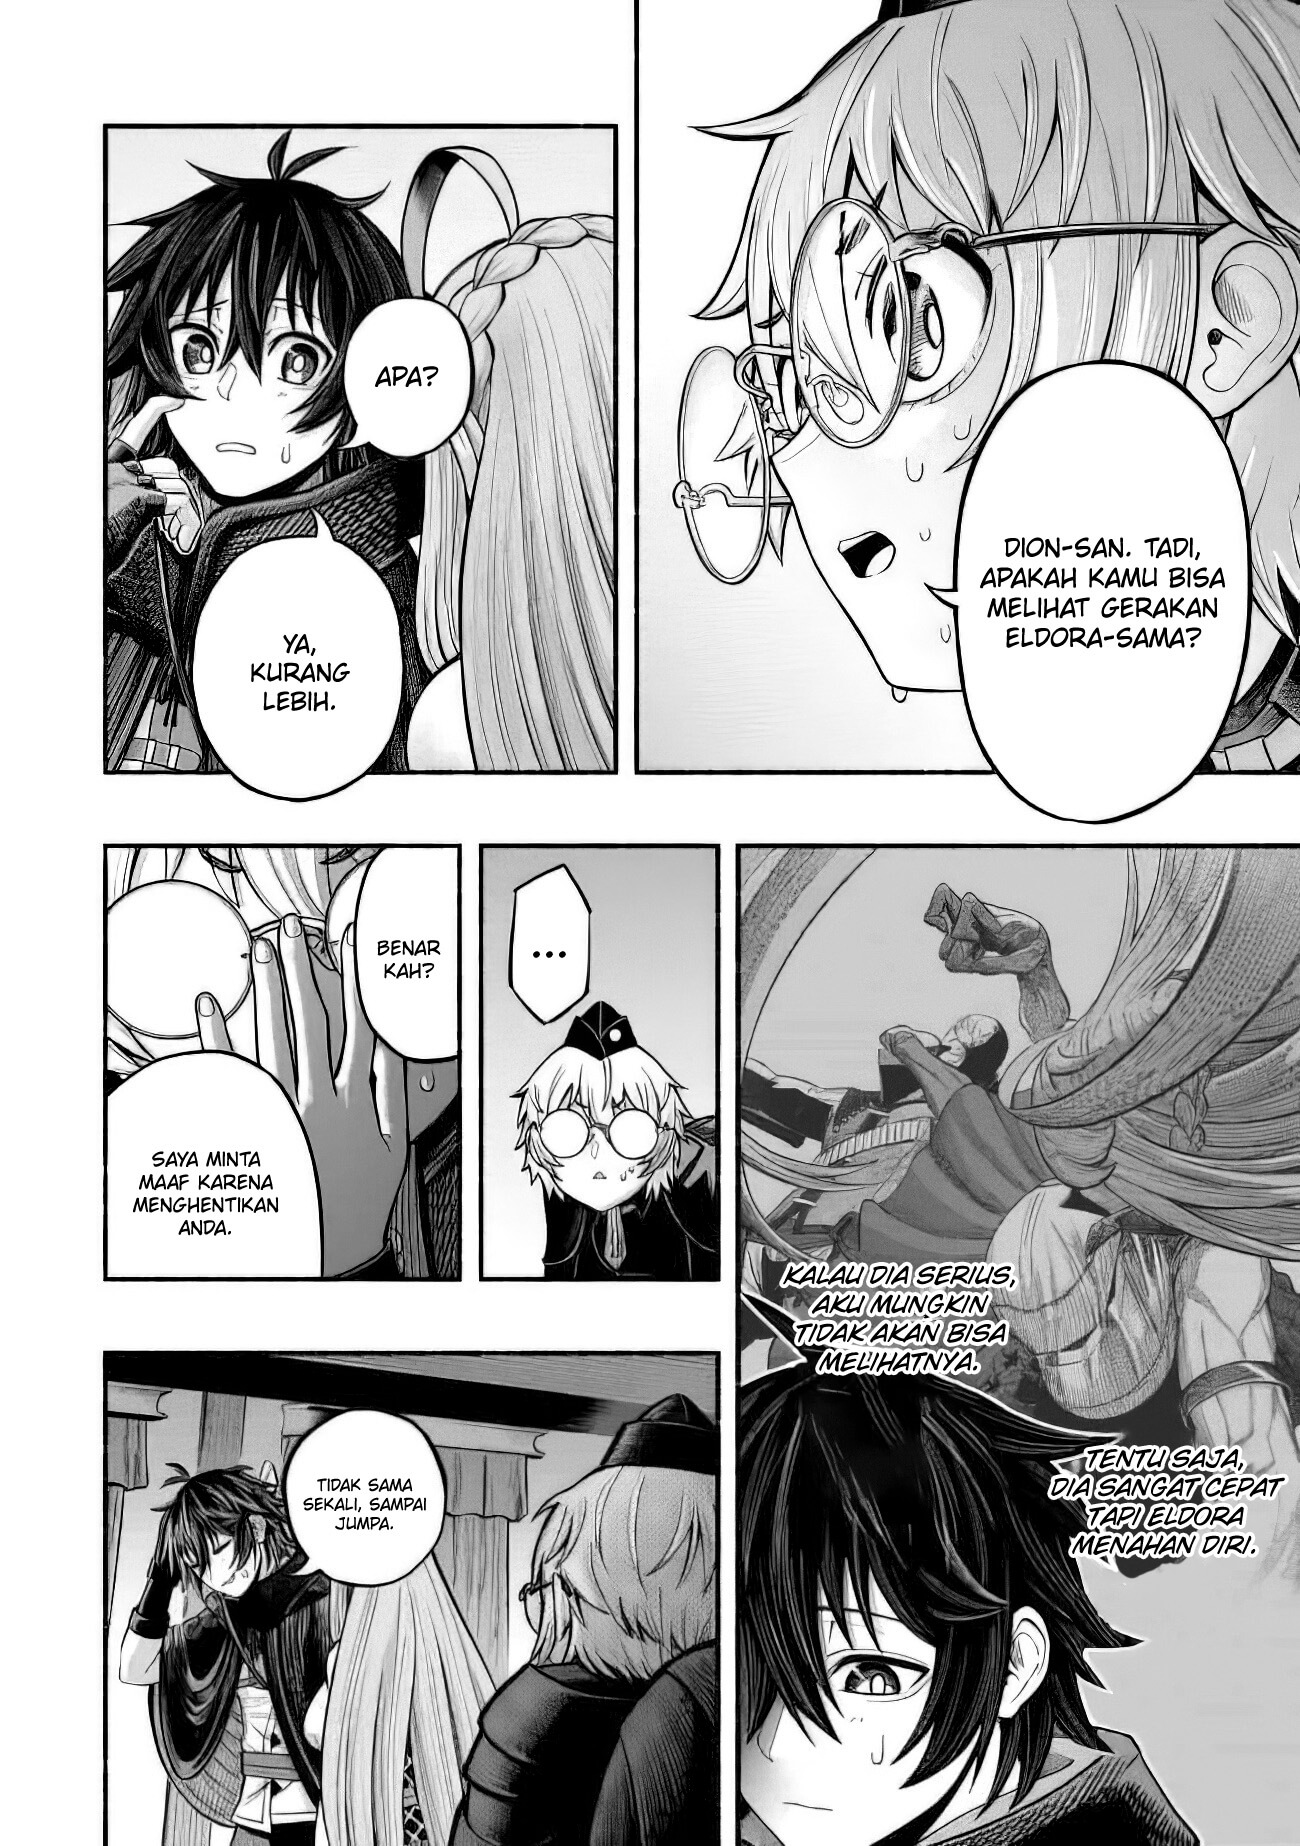 DION-SAN. TADI,
APAKAH KAMU BISA
MELIHAT GERAKAN
ELDORA-SAMA?
APA?
YA,
KURANG
LEBIH.
KALAU DIA SERIUS,
AKU MUNGKIN
TIDAK AKAN BISA
MELIHATNYA.
TENTU SAJA,
DIA SANGAT CEPAT
TAPI ELDORA
MENAHAN DIRI.
...
BENAR
KAH?
SAYA MINTA
MAAF KARENA
MENGHENTIKAN
ANDA.
TIDAK SAMA
SEKALI, SAMPAI
JUMPA.